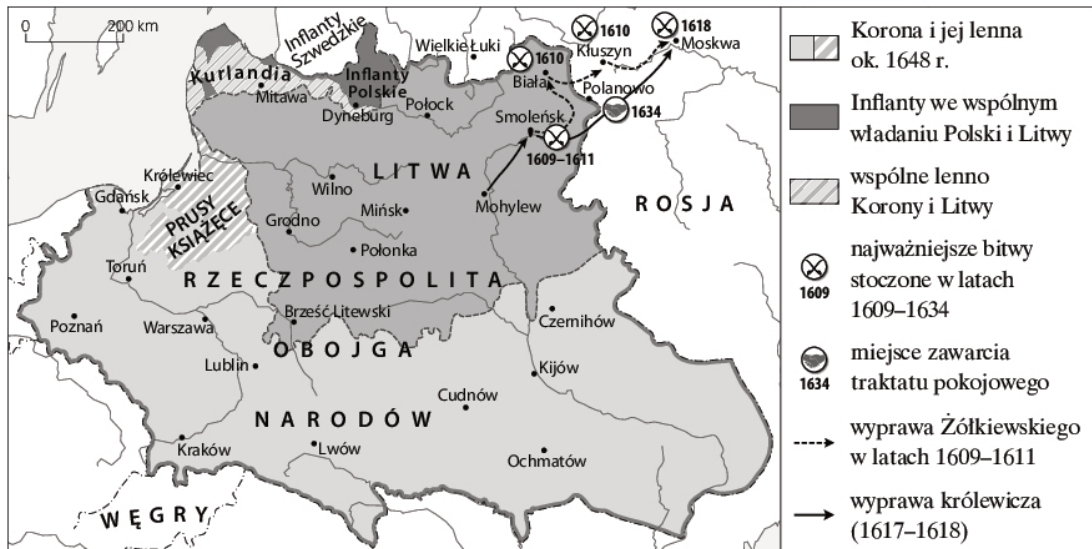 0 200 km
Inflanty
Szwedzkie
Wielkie Łuki
1610
1610
Kłuszyn
1618
Moskwa
Kurlandia
Mitawa
Inflanty
Polskie
Dyneburg
Połock
Biała
Polanowo
1634
Smoleńsk
1609–1611
LITWA
Królewiec
Gdańsk
PRUSY
KSIĄŻĘCE
Wilno
Grodno
Mińsk
Mohylew
ROSJA
Połonka
Toruń
RZECZPOSPOLITA
Poznań
Warszawa
Brześć Litewski
Czernihów
OBOJGA
Lublin
Kijów
Cudnów
NARODÓW
Kraków
Lwów
Ochmatów
WĘGRY
Korona i jej lenna
ok. 1648 r.
Inflanty we wspólnym
władaniu Polski i Litwy
wspólne lenno
Korony i Litwy
najważniejsze bitwy
stoczone w latach
1609–1634
1609
miejsce zawarcia
traktatu pokojowego
1634
wyprawa Żółkiewskiego
w latach 1609–1611
wyprawa królewicza
(1617–1618)